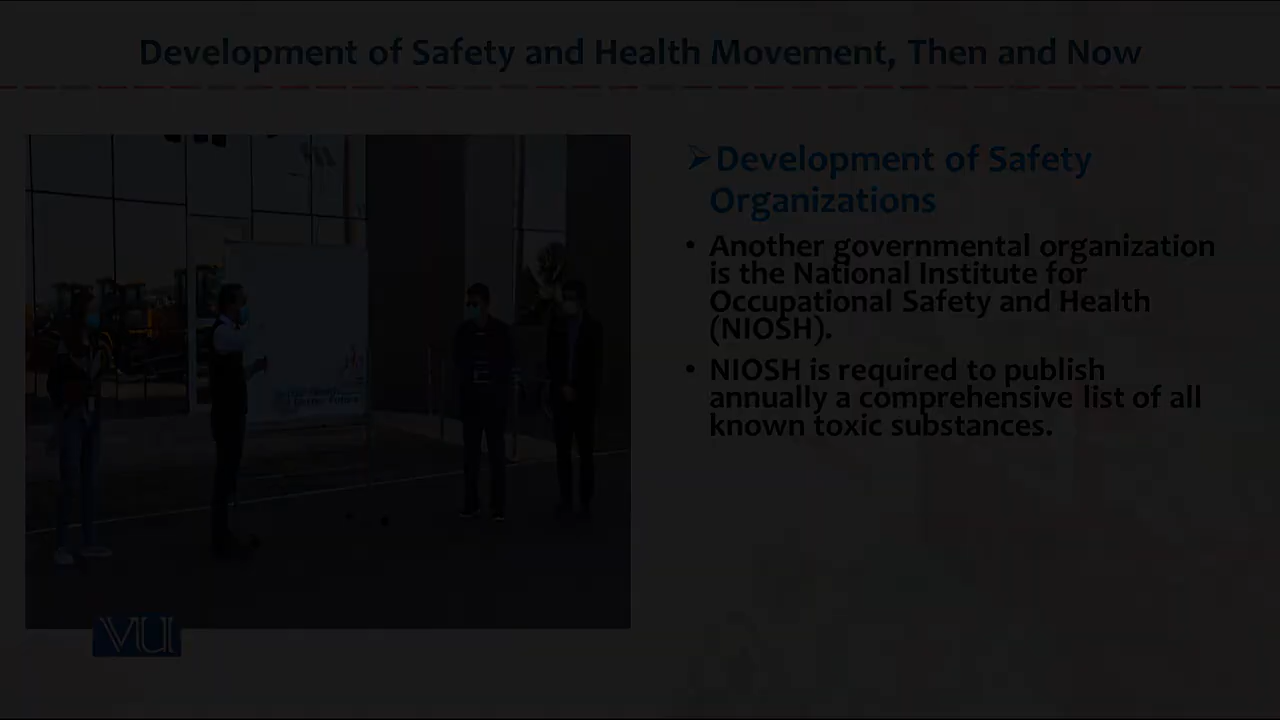 Development of Safety and Health Movement, Then and Now
➢Development of Safety
Organizations
• Another governmental organization
is the National Institute for
Occupational Safety and Health
(NIOSH).
• NIOSH is required to publish
annually a comprehensive list of all
known toxic substances.
VU